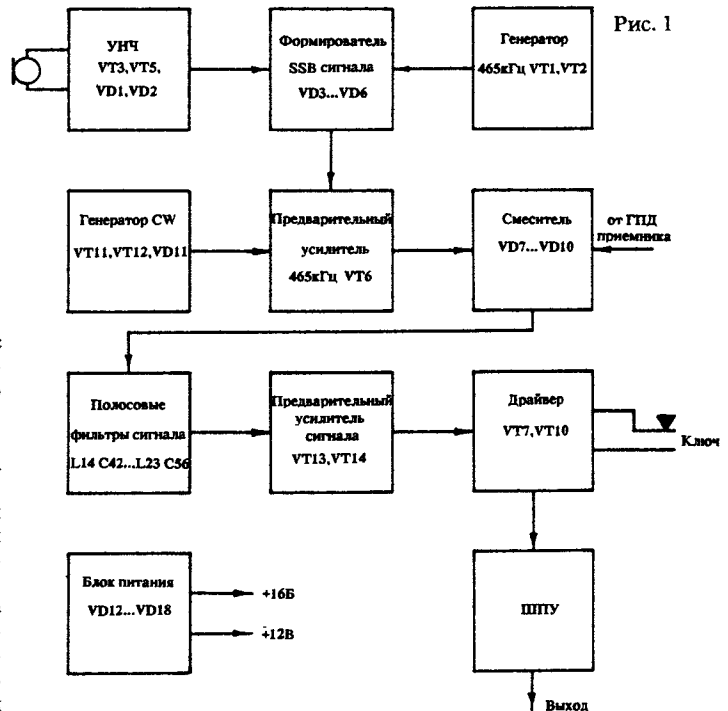 Рис. 1
УНЧ
VT3,VT5,
VD1,VD2
Формирователь
SSB сигнала
VD3...VD6
Генератор
465кГц VT1,VT2
Генератор CW
VT11,VT12,VD11
Предварительный
усилитель
465кГц VT6
Смеситель
VD7...VD10
от ГПД
приемника
Полосовые
фильтры сигнала
L14 C42...L23 C56
Предварительный
усилитель
сигнала
VT13,VT14
Драйвер
VT7,VT10
Ключ
Блок питания
VD12...VD18
+16Б
+12В
ШПУ
Выход